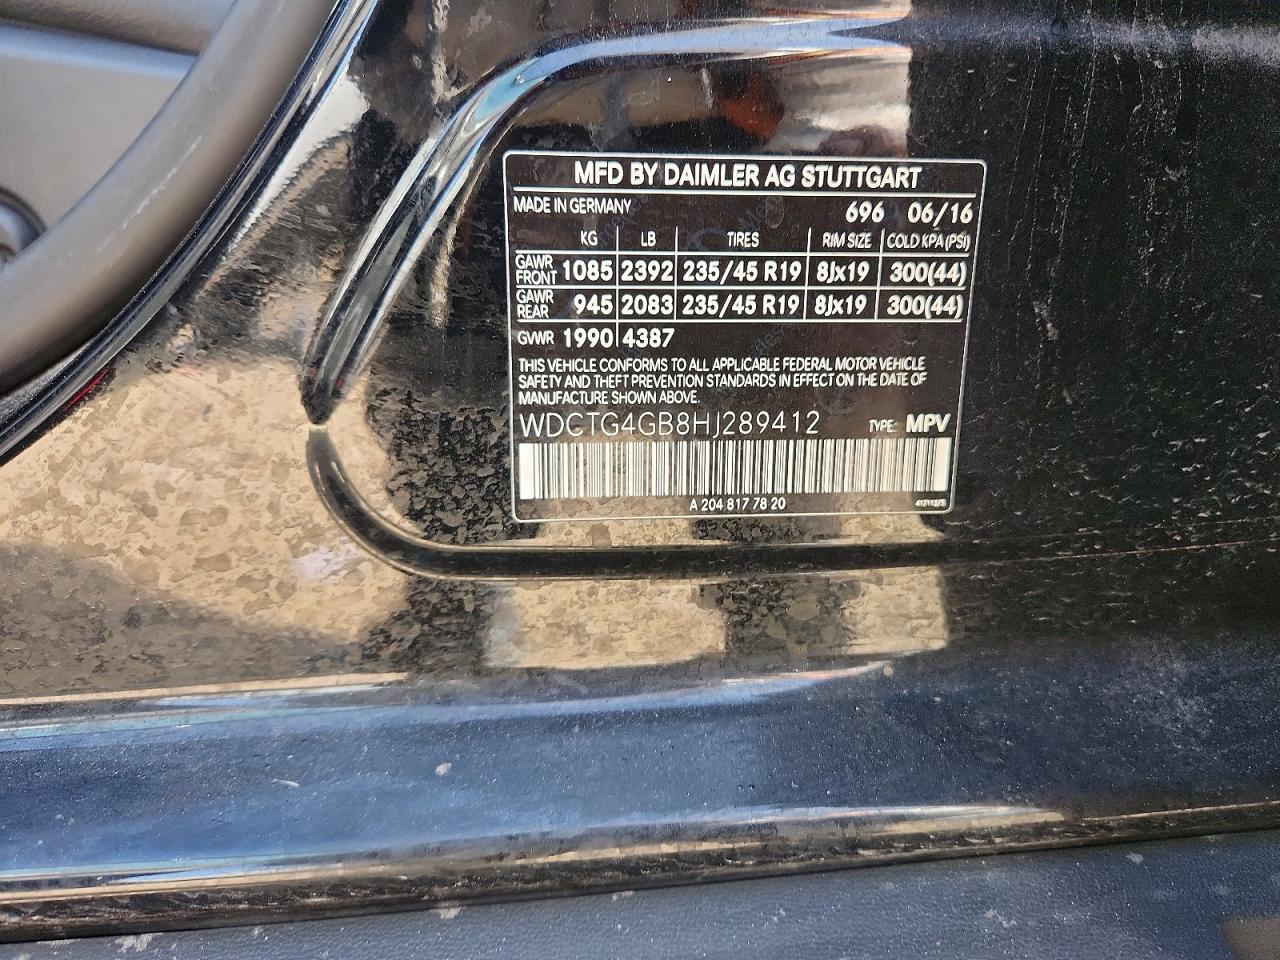 MFD BY DAIMLER AG STUTTGART
MADE IN GERMANY 696 06/16
KG LB TIRES RIM SIZE COLD KPA (PSI)
GAWR FRONT 1085 2392 235/45 R19 8Jx19 300(44)
GAWR REAR 945 2083 235/45 R19 8Jx19 300(44)
GVWR 1990 4387
THIS VEHICLE CONFORMS TO ALL APPLICABLE FEDERAL MOTOR VEHICLE
SAFETY AND THEFT PREVENTION STANDARDS IN EFFECT ON THE DATE OF
MANUFACTURE SHOWN ABOVE.
WDCTG4GB8HJ289412 TYPE: MPV
A 204 817 78 20